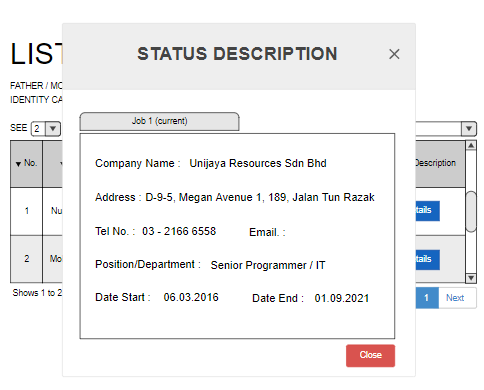 STATUS DESCRIPTION ×
LIST
FATHER / MO
IDENTITY CA
SEE 2
Job 1 (current)
No. Description
Company Name : Unijaya Resources Sdn Bhd
Address : D-9-5, Megan Avenue 1, 189, Jalan Tun Razak
1 Nu tails
Tel No. : 03 - 2166 6558 Email. :
2 Mo tails
Position/Department : Senior Programmer / IT
Date Start : 06.03.2016 Date End : 01.09.2021
Shows 1 to 2 1 Next
Close